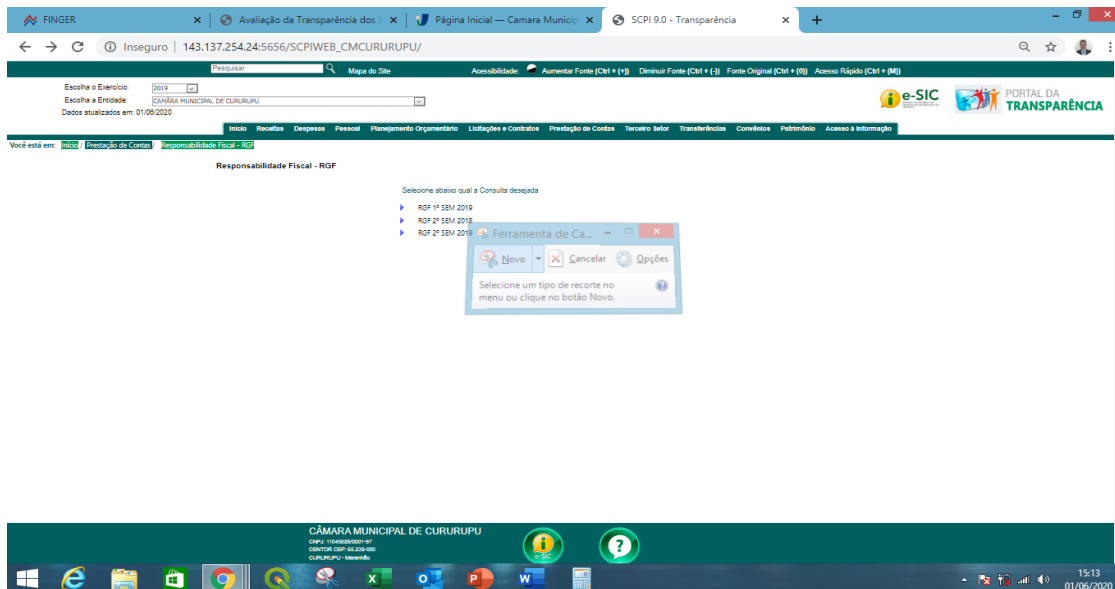 FINGER
Avaliação da Transparência dos J
Página Inicial — Camara Municip
SCPI 9.0 - Transparência
Inseguro | 143.137.254.24:5656/SCPIWEB_CMCURURUPU/
Pesquisar
Mapa do Site
Acessibilidade:
Aumentar Fonte (Ctrl + (+))
Diminuir Fonte (Ctrl + (-))
Fonte Original (Ctrl + (0))
Acesso Rápido (Ctrl + (M))
Escolha o Exercício: 2019
Escolha a Entidade: CAMÂRA MUNICIPAL DE CURURUPU
Dados atualizados em: 01/06/2020
e-SIC
PORTAL DA
TRANSPARÊNCIA
Início Receitas Despesas Pessoal Planejamento Orçamentário Licitações e Contratos Prestação de Contas Terceiro Setor Transferências Convênios Patrimônio Acesso à Informação
Você está em: Início / Prestação de Contas / Responsabilidade Fiscal - RGF
Responsabilidade Fiscal - RGF
Selecione abaixo qual a Consulta desejada
RGF 1º SEM 2019
RGF 2º SEM 2018
RGF 2º SEM 2019
Ferramenta de Ca...
Novo Cancelar Opções
Selecione um tipo de recorte no
menu ou clique no botão Novo.
CÂMARA MUNICIPAL DE CURURUPU
CENTOR CEP: 65.238-000
CURURUPU - Maranhão
e-SIC
15:13
01/06/2020